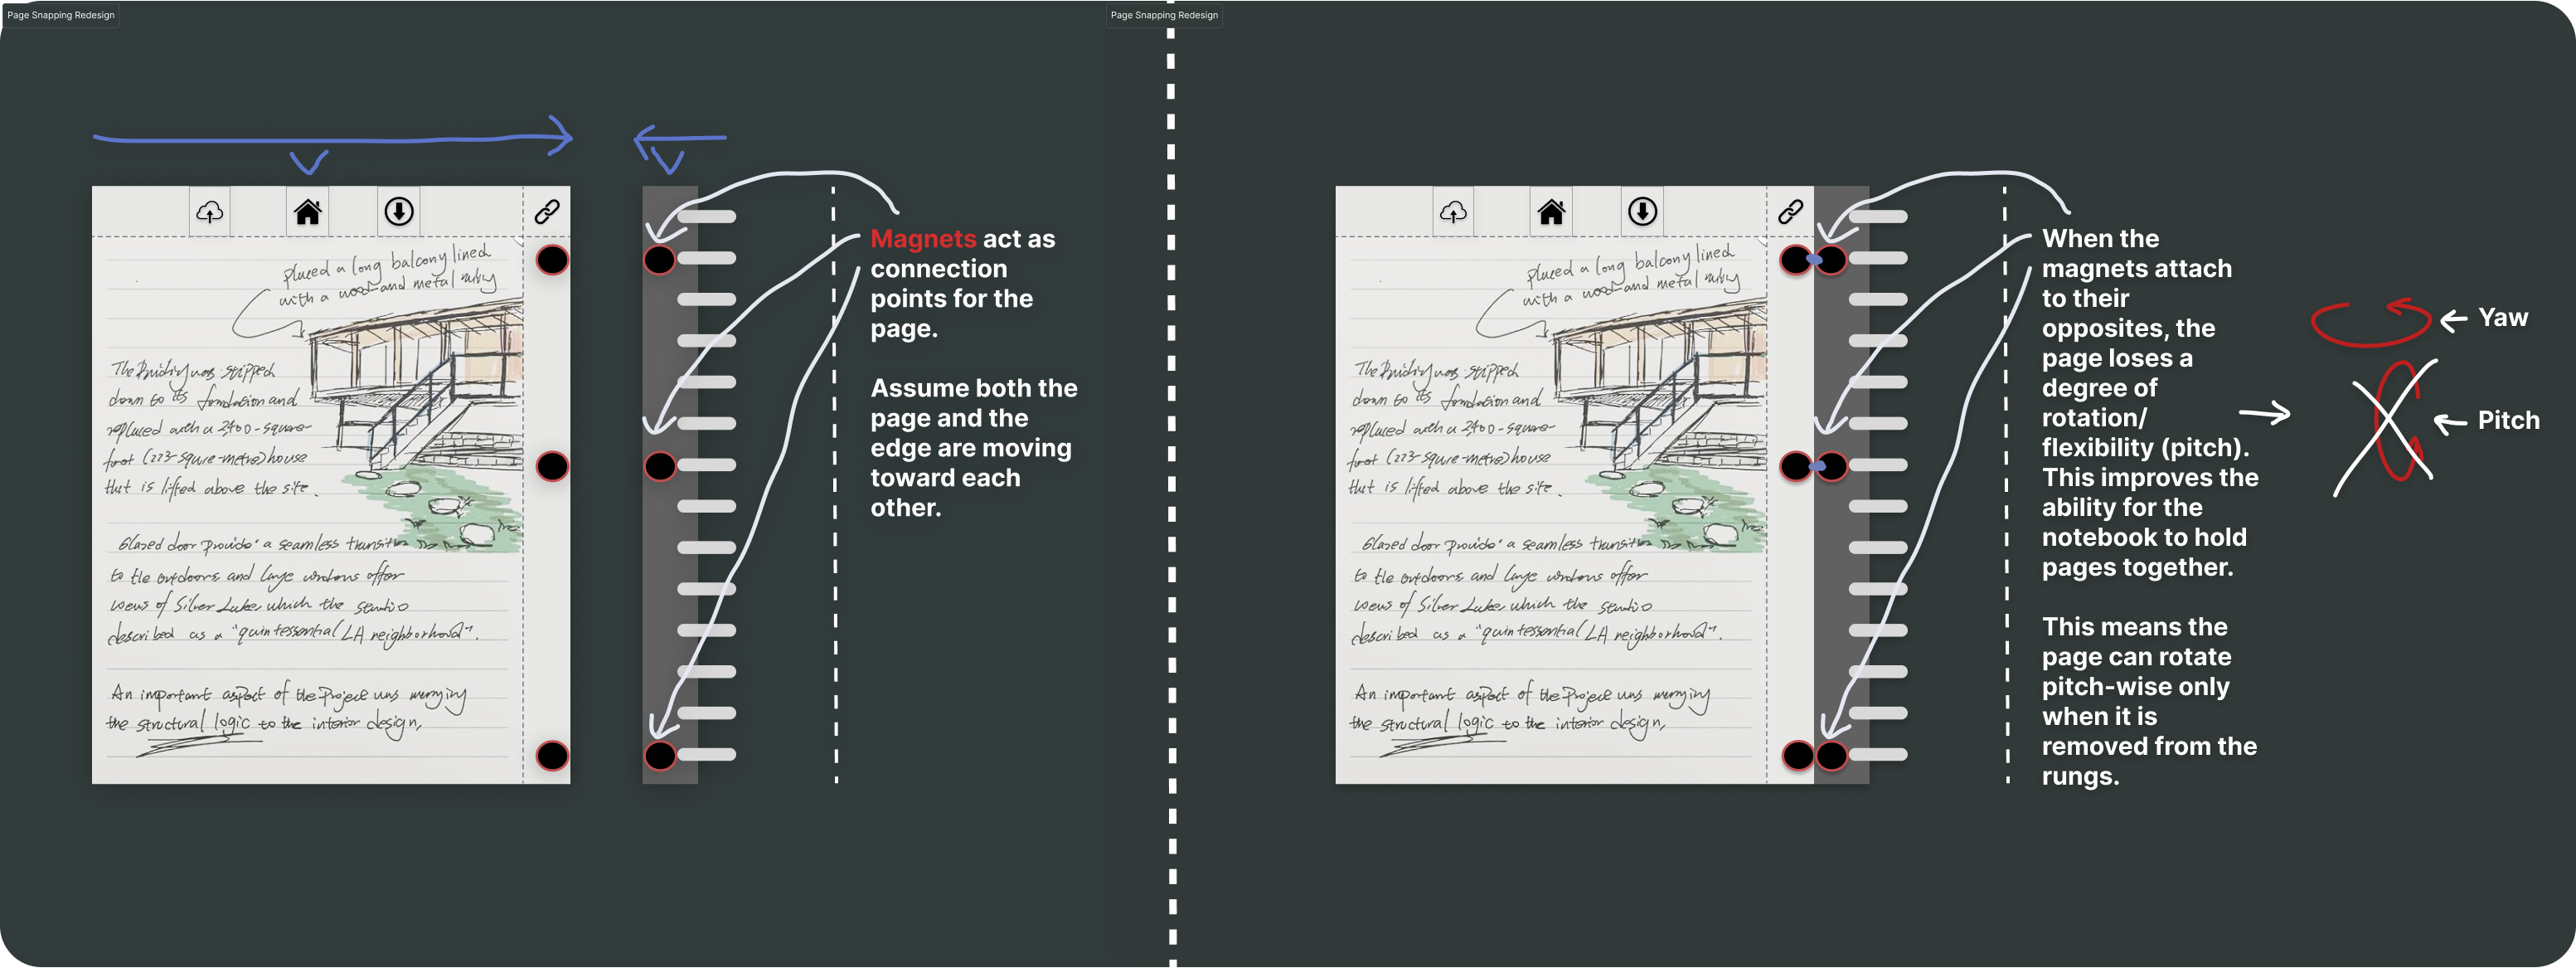 Page Snapping Redesign
placed a long balcony lined
with a wood and metal
The Building was stripped
down to its foundation and
replaced with a 2400-square-
foot (223-squre-metre) house
that is lifted above the site.
Glazed door provide a seamless transition
to the outdoors and large windows offer
views of Silver Lake which the studio
described as a "quintessential LA neighborhood".
An important aspect of the Project was merrying
the structural logic to the interior design,
Magnets act as
connection
points for the
page.
Assume both the
page and the
edge are moving
toward each
other.
Page Snapping Redesign
placed a long balcony lined
with a wood and metal
The Building was stripped
down to its foundation and
replaced with a 2400-square-
foot (223-squre-metre) house
that is lifted above the site.
Glazed door provide a seamless transition
to the outdoors and large windows offer
views of Silver Lake which the studio
described as a "quintessential LA neighborhood".
An important aspect of the Project was merrying
the structural logic to the interior design,
When the
magnets attach
to their
opposites, the
page loses a
degree of
rotation/
flexibility (pitch).
This improves the
ability for the
notebook to hold
pages together.
This means the
page can rotate
pitch-wise only
when it is
removed from the
rungs.
Yaw
Pitch